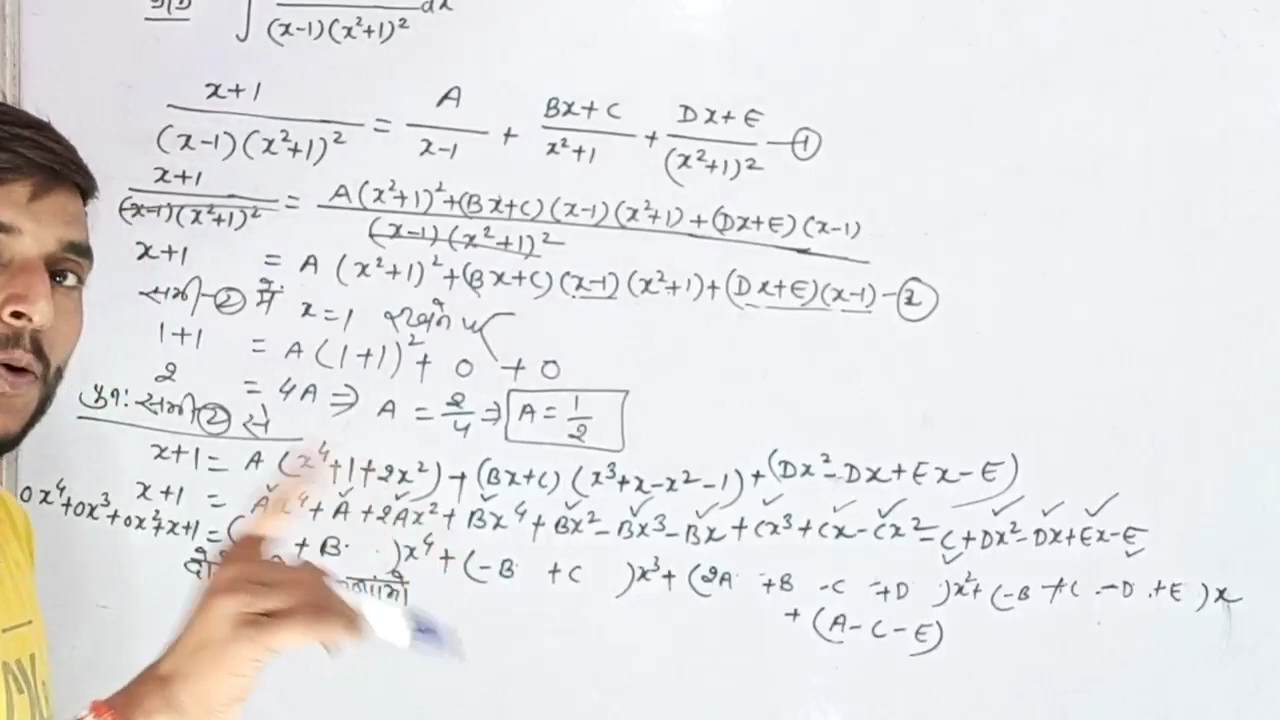 ∫ ――― dx
(x-1)(x²+1)²
x+1 / (x-1)(x²+1)² = A / x-1 + Bx+C / x²+1 + Dx+E / (x²+1)² - ①
x+1 / (x-1)(x²+1)² = A(x²+1)²+(Bx+C)(x-1)(x²+1)+(Dx+E)(x-1) / (x-1)(x²+1)²
x+1 = A(x²+1)²+(Bx+C)(x-1)(x²+1)+(Dx+E)(x-1) - ②
समी-② में x=1 रखने पर
1+1 = A(1+1)²+ 0 + 0
2 = 4A ⇒ A = 2/4 ⇒ A = 1/2
पुनः समी② से
x+1 = A(x⁴+1+2x²)+(Bx+C)(x³+x-x²-1)+(Dx²-Dx+Ex-E)
x+1 = Ax⁴+A+2Ax²+Bx⁴+Bx²-Bx³-Bx+Cx³+Cx-Cx²-C+Dx²-Dx+Ex-E
0x⁴+0x³+0x²+x+1=( +B )x⁴+(-B +C )x³+(2A +B -C +D )x²+(-B +C -D +E)x
+(A-C-E)